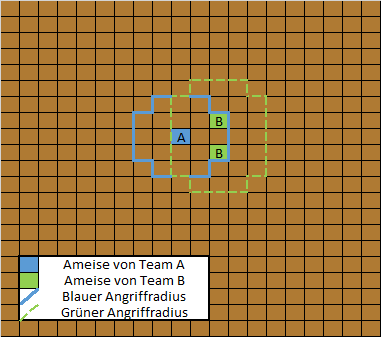 B
A
B
Ameise von Team A
Ameise von Team B
Blauer Angriffradius
Grüner Angriffradius